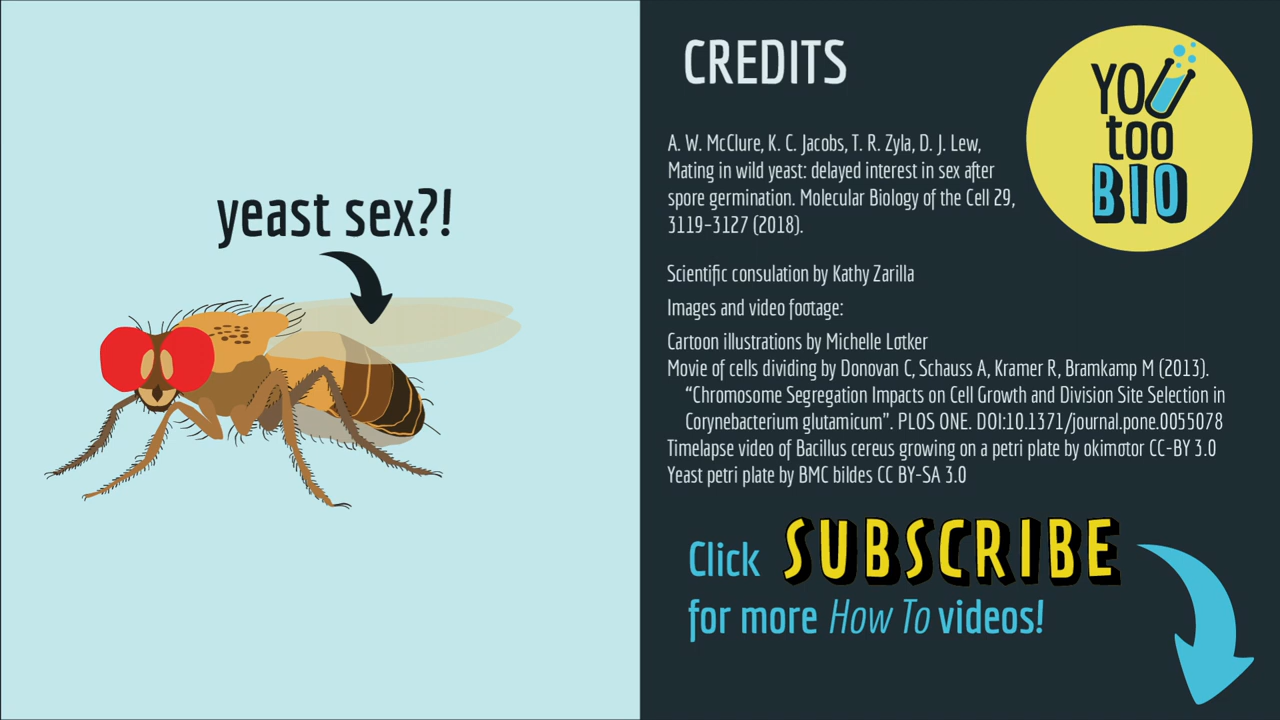 yeast sex?!
CREDITS
YOU
too
BIO
A. W. McClure, K. C. Jacobs, T. R. Zyla, D. J. Lew,
Mating in wild yeast: delayed interest in sex after
spore germination. Molecular Biology of the Cell 29,
3119-3127 (2018).
Scientific consulation by Kathy Zarilla
Images and video footage:
Cartoon illustrations by Michelle Lotker
Movie of cells dividing by Donovan C, Schauss A, Kramer R, Bramkamp M (2013).
“Chromosome Segregation Impacts on Cell Growth and Division Site Selection in
Corynebacterium glutamicum”. PLOS ONE. DOI:10.1371/journal.pone.0055078
Timelapse video of Bacillus cereus growing on a petri plate by okimotor CC-BY 3.0
Yeast petri plate by BMC bildes CC BY-SA 3.0
Click SUBSCRIBE
for more How To videos!